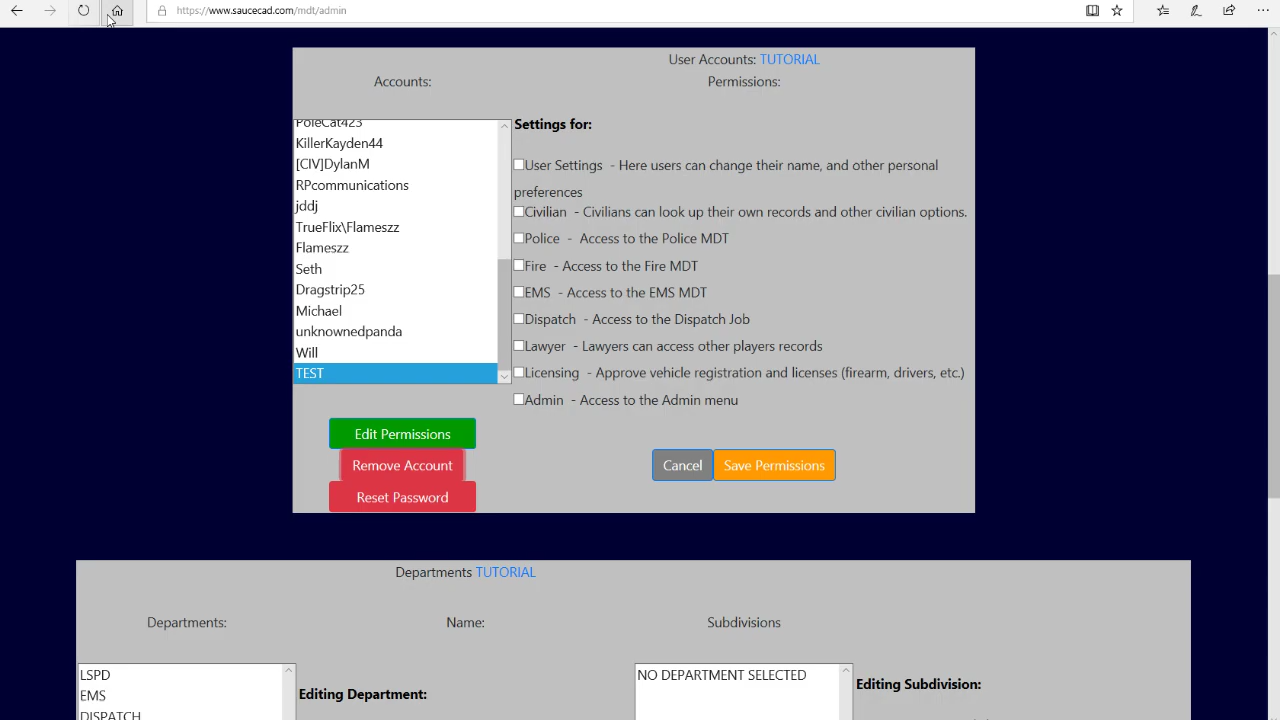 https://www.saucecad.com/mdt/admin
User Accounts: TUTORIAL
Accounts:
Permissions:
PoleCat423
KillerKayden44
[CIV]DylanM
RPcommunications
jddj
TrueFlix\Flameszz
Flameszz
Seth
Dragstrip25
Michael
unknownedpanda
Will
TEST
Settings for:
User Settings - Here users can change their name, and other personal
preferences
Civilian - Civilians can look up their own records and other civilian options.
Police - Access to the Police MDT
Fire - Access to the Fire MDT
EMS - Access to the EMS MDT
Dispatch - Access to the Dispatch Job
Lawyer - Lawyers can access other players records
Licensing - Approve vehicle registration and licenses (firearm, drivers, etc.)
Admin - Access to the Admin menu
Edit Permissions
Remove Account
Reset Password
Cancel
Save Permissions
Departments TUTORIAL
Departments:
Name:
Subdivisions
LSPD
EMS
DISPATCH
Editing Department:
NO DEPARTMENT SELECTED
Editing Subdivision: